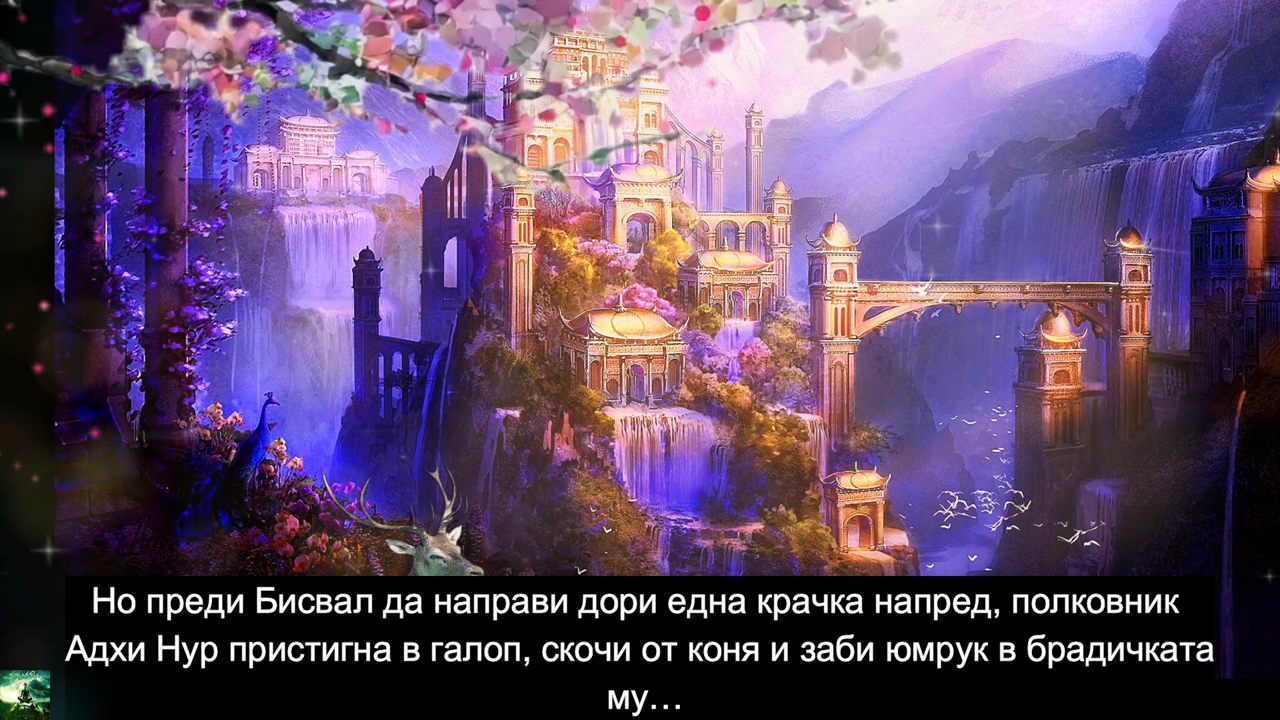 Но преди Бисвал да направи дори една крачка напред, полковник
Адхи Нур пристигна в галоп, скочи от коня и заби юмрук в брадичката
му…